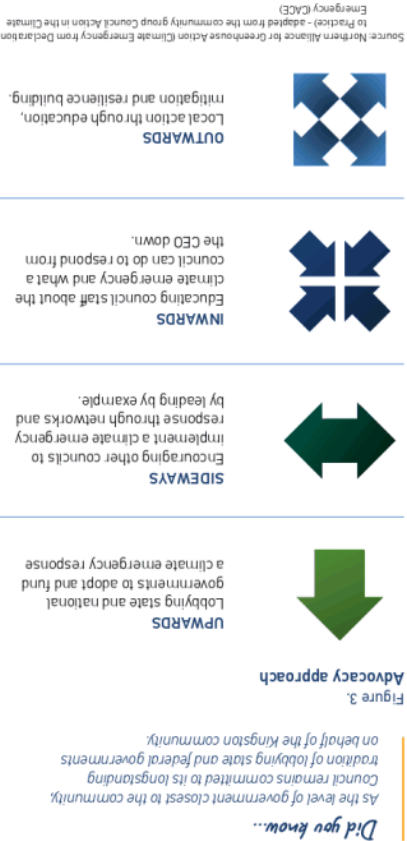 Did you know...
As the level of government closest to the community,
Council remains committed to its longstanding
tradition of lobbying state and federal governments
on behalf of the Kingston community.
Figure 3.
Advocacy approach
UPWARDS
Lobbying state and national
governments to adopt and fund
a climate emergency response
SIDEWAYS
Encouraging other councils to
implement a climate emergency
response through networks and
by leading by example.
INWARDS
Educating council staff about the
climate emergency and what a
council can do to respond from
the CEO down.
OUTWARDS
Local action through education,
mitigation and resilience building.
Source: Northern Alliance for Greenhouse Action (Climate Emergency from Declaration
to Practice) - adapted from the community group Council Action in the Climate
Emergency (CACE)